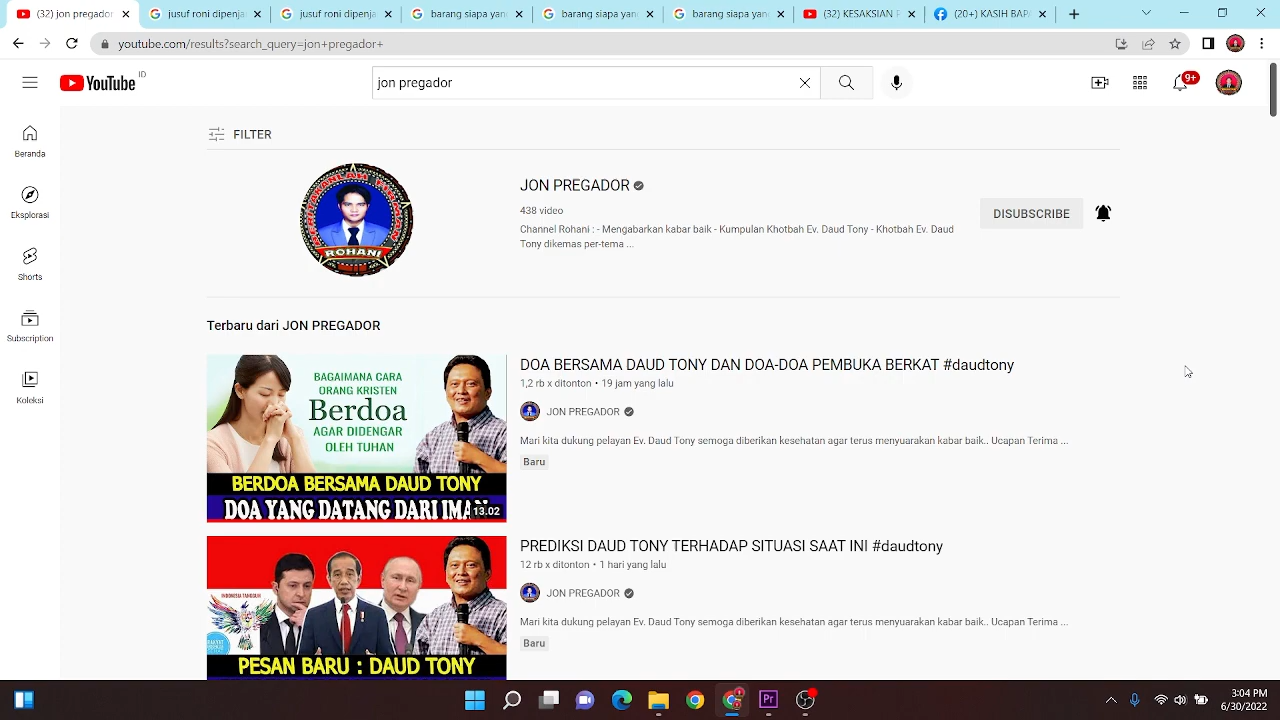 (32) jon pregador
jusuf roni dipenja
jusuf roni dipenja
barang siapa yan
barang siapa yan
barang siapa yan
(32) KESAKSIAN P
(20+) KASIH BAPA
youtube.com/results?search_query=jon+pregador+
YouTube ID
jon pregador
9+
Beranda
Eksplorasi
Shorts
Subscription
Koleksi
FILTER
ROHANI
JON PREGADOR
438 video
Channel Rohani : - Mengabarkan kabar baik - Kumpulan Khotbah Ev. Daud Tony - Khotbah Ev. Daud
Tony dikemas per-tema ...
DISUBSCRIBE
Terbaru dari JON PREGADOR
BAGAIMANA CARA
ORANG KRISTEN
Berdoa
AGAR DIDENGAR
OLEH TUHAN
BERDOA BERSAMA DAUD TONY
DOA YANG DATANG DARI IMAN
13.02
DOA BERSAMA DAUD TONY DAN DOA-DOA PEMBUKA BERKAT #daudtony
1,2 rb x ditonton • 19 jam yang lalu
JON PREGADOR
Mari kita dukung pelayan Ev. Daud Tony semoga diberikan kesehatan agar terus menyuarakan kabar baik.. Ucapan Terima ...
Baru
INDONESIA TANGGUH
PESAN BARU : DAUD TONY
PREDIKSI DAUD TONY TERHADAP SITUASI SAAT INI #daudtony
12 rb x ditonton • 1 hari yang lalu
JON PREGADOR
Mari kita dukung pelayan Ev. Daud Tony semoga diberikan kesehatan agar terus menyuarakan kabar baik.. Ucapan Terima ...
Baru
Pr
3:04 PM
6/30/2022